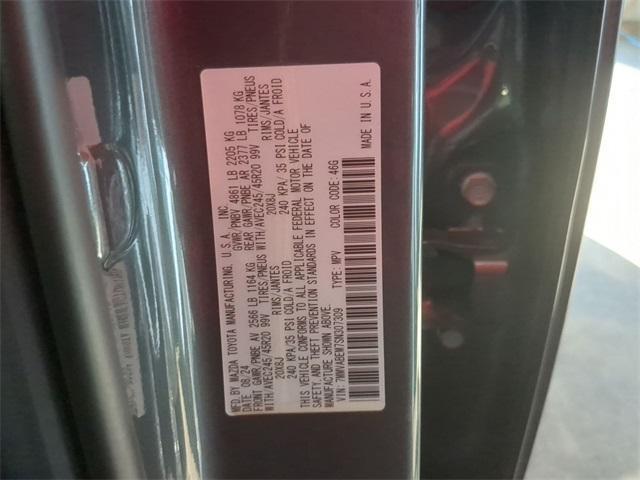 MFD. BY MAZDA TOYOTA MANUFACTURING, U.S.A., INC.
DATE 08/24 GVWR/PNBV 4861 LB 2205 KG
FRONT GAWR/PNBE AV 2566 LB 1164 KG REAR GAWR/PNBE AR 2377 LB 1078 KG
WITH/AVEC245/45R20 99V TIRES/PNEUS WITH/AVEC245/45R20 99V TIRES/PNEUS
20X8J RIMS/JANTES 20X8J RIMS/JANTES
240 KPA/35 PSI COLD/A FROID 240 KPA/ 35 PSI COLD/A FROID
THIS VEHICLE CONFORMS TO ALL APPLICABLE FEDERAL MOTOR VEHICLE
SAFETY,AND THEFT PREVENTION STANDARDS IN EFFECT ON THE DATE OF
MANUFACTURE SHOWN ABOVE.
VIN: 7MMVABEM7SN307309 TYPE: MPV
COLOR CODE: 46G MADE IN U.S.A.